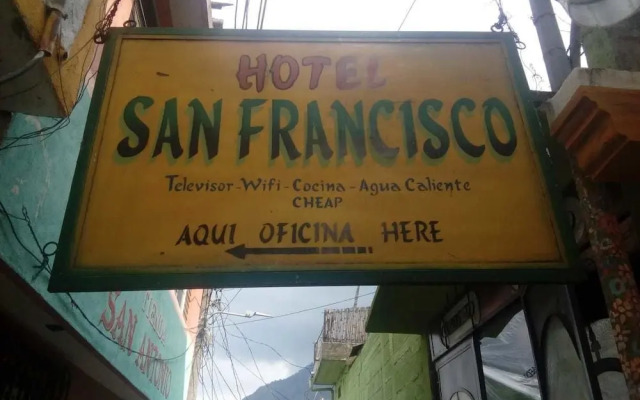 HOTEL
SAN FRANCISCO
Televisor-Wifi-Cocina-Agua Caliente
CHEAP
AQUI OFICINA HERE
SAN ANTONIO